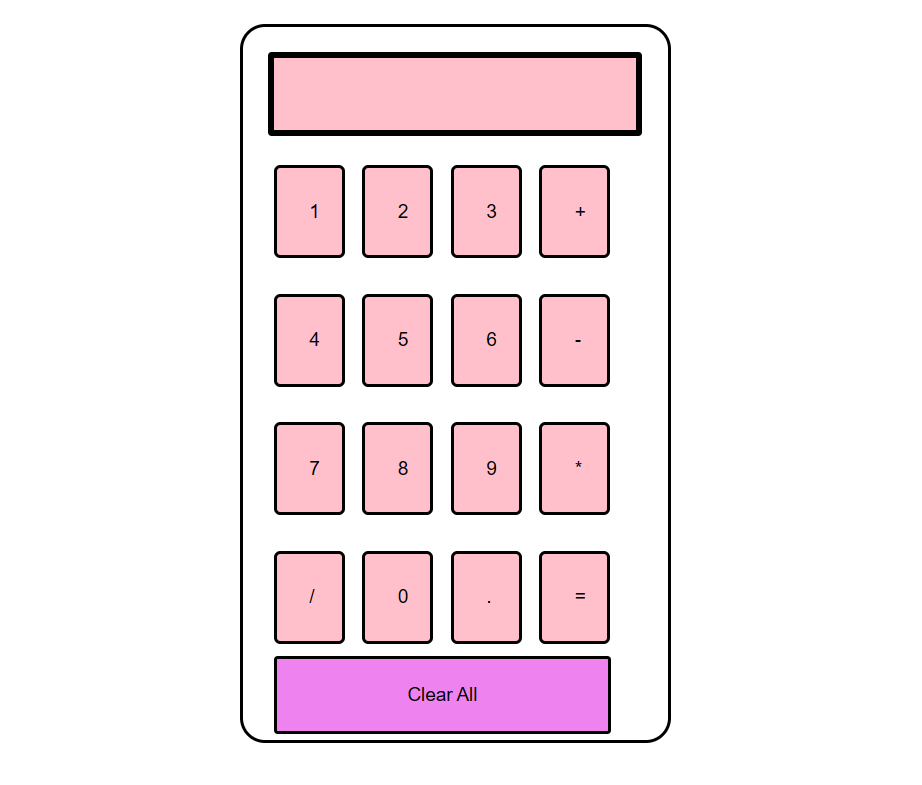 1 2 3 +
4 5 6 -
7 8 9 *
/ 0 . =
Clear All